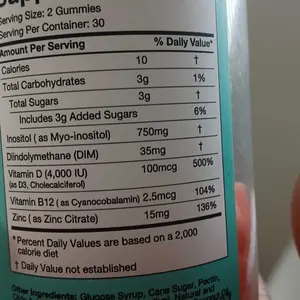 Serving Size: 2 Gummies
Serving Per Container: 30
Amount Per Serving % Daily Value*
Calories 10 †
Total Carbohydrates 3g 1%
Total Sugars 3g †
Includes 3g Added Sugars 6%
Inositol ( as Myo-inositol) 750mg †
Diindolymethane (DIM) 35mg †
Vitamin D (4,000 IU) 100mcg 500%
(as D3, Cholecalciferol)
Vitamin B12 ( as Cyanocobalamin) 2.5mcg 104%
Zinc ( as Zinc Citrate) 15mg 136%
*Percent Daily Values are based on a 2,000
calorie diet
† Daily Value not established
Other Ingredients: Glucose Syrup, Cane Sugar, Pectin,
Natural and